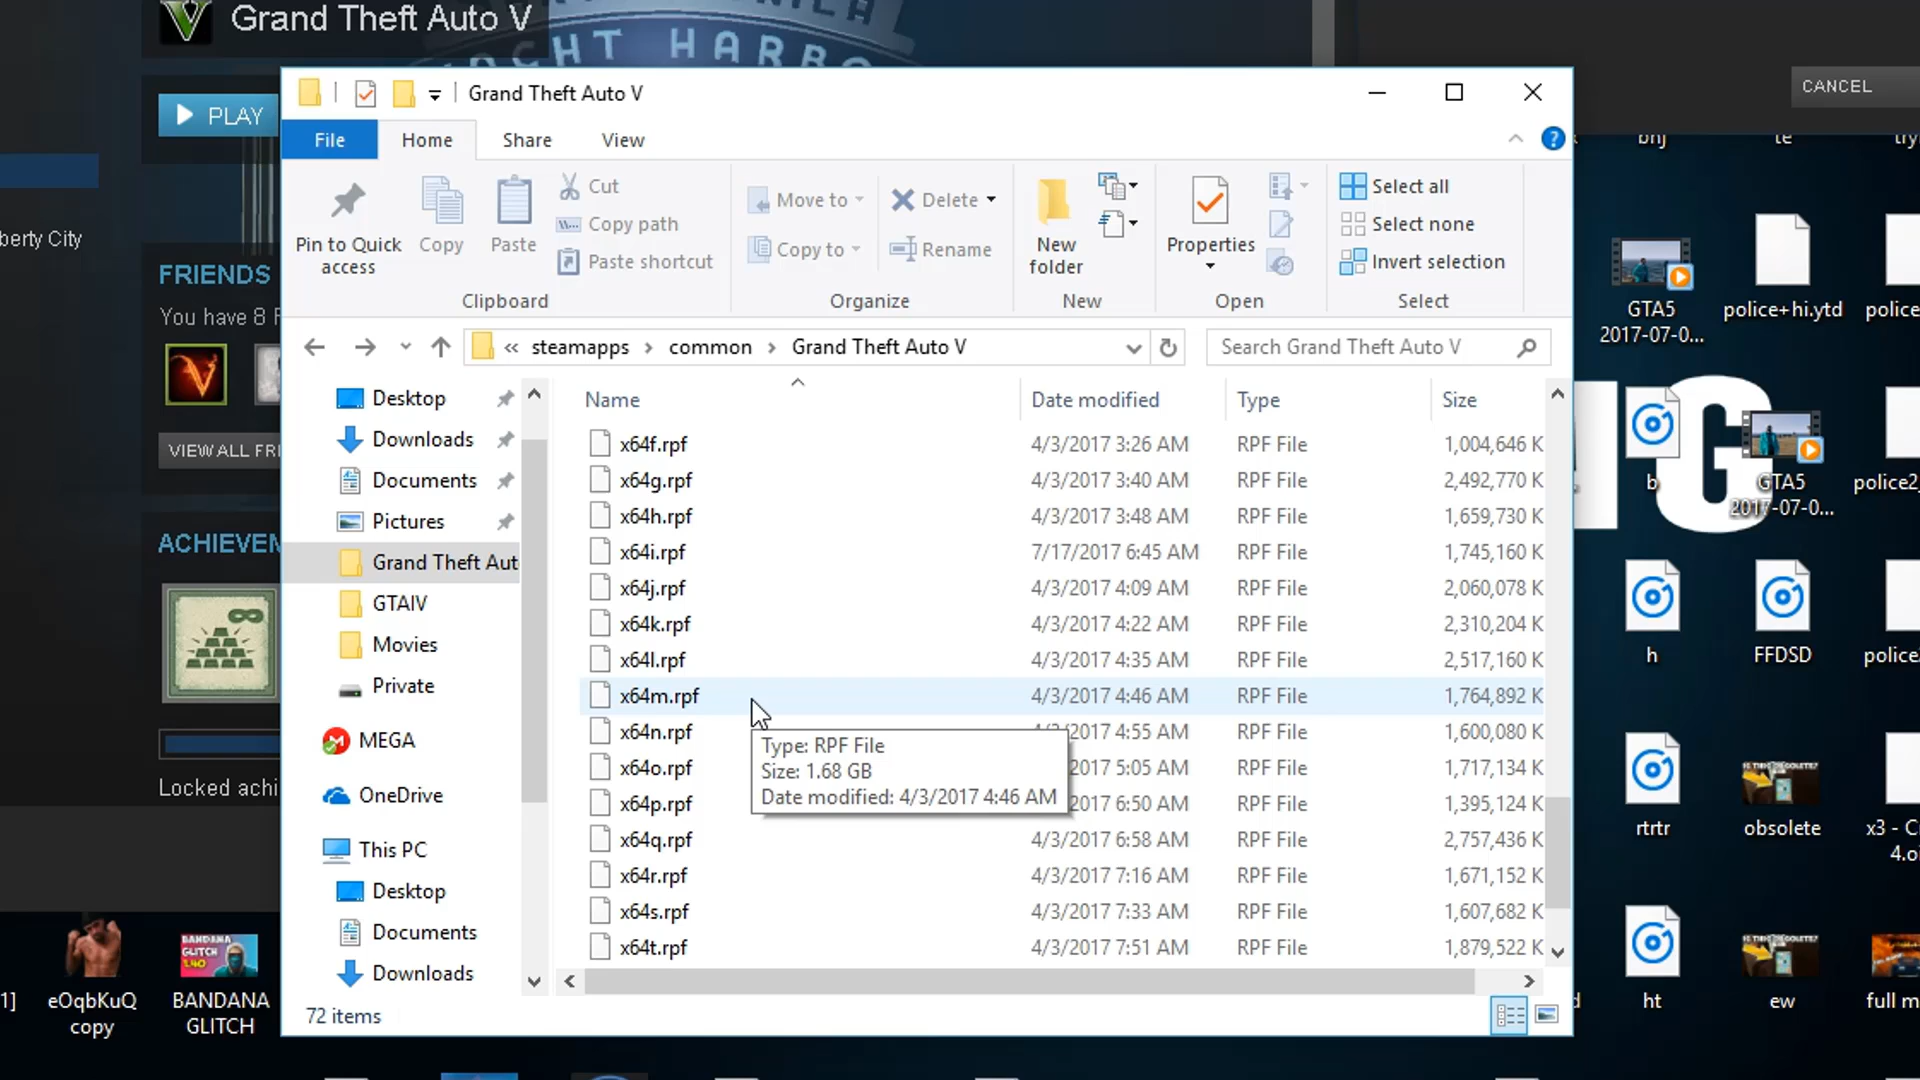 Grand Theft Auto V
YACHT HARBO
PLAY
CANCEL
berty City
FRIENDS
You have 8 F
VIEW ALL FRI
ACHIEVEM
Locked achi
Grand Theft Auto V
File
Home
Share
View
Pin to Quick access
Copy
Paste
Cut
Copy path
Paste shortcut
Clipboard
Move to
Copy to
Delete
Rename
Organize
New folder
New
Properties
Open
Select all
Select none
Invert selection
Select
« steamapps > common > Grand Theft Auto V
Search Grand Theft Auto V
Desktop
Downloads
Documents
Pictures
Grand Theft Aut
GTAIV
Movies
Private
MEGA
OneDrive
This PC
Desktop
Documents
Downloads
Name Date modified Type Size
x64f.rpf 4/3/2017 3:26 AM RPF File 1,004,646 K
x64g.rpf 4/3/2017 3:40 AM RPF File 2,492,770 K
x64h.rpf 4/3/2017 3:48 AM RPF File 1,659,730 K
x64i.rpf 7/17/2017 6:45 AM RPF File 1,745,160 K
x64j.rpf 4/3/2017 4:09 AM RPF File 2,060,078 K
x64k.rpf 4/3/2017 4:22 AM RPF File 2,310,204 K
x64l.rpf 4/3/2017 4:35 AM RPF File 2,517,160 K
x64m.rpf 4/3/2017 4:46 AM RPF File 1,764,892 K
x64n.rpf 4/3/2017 4:55 AM RPF File 1,600,080 K
x64o.rpf 2017 5:05 AM RPF File 1,717,134 K
x64p.rpf 2017 6:50 AM RPF File 1,395,124 K
x64q.rpf 4/3/2017 6:58 AM RPF File 2,757,436 K
x64r.rpf 4/3/2017 7:16 AM RPF File 1,671,152 K
x64s.rpf 4/3/2017 7:33 AM RPF File 1,607,682 K
x64t.rpf 4/3/2017 7:51 AM RPF File 1,879,522 K
Type: RPF File
Size: 1.68 GB
Date modified: 4/3/2017 4:46 AM
72 items
1]
eOqbKuQ copy
BANDANA GLITCH 1.40
BANDANA GLITCH
bhj
te
try
GTA5
2017-07-0...
police+hi.ytd
police
b
GTA5
2017-07-0...
police2
G
h
FFDSD
police
rtrtr
obsolete
x3 - C
4.oi
ht
ew
full m